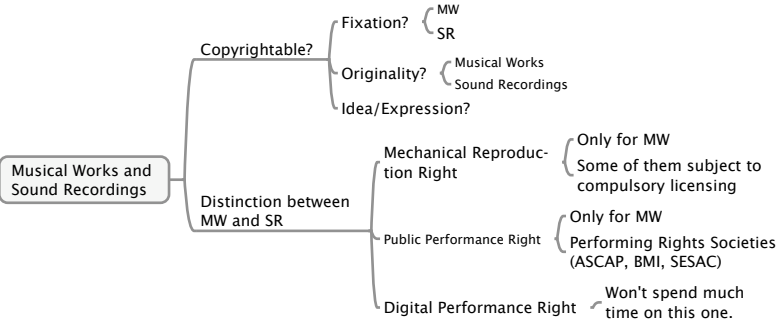 Musical Works and
Sound Recordings
Copyrightable?
Fixation?
MW
SR
Originality?
Musical Works
Sound Recordings
Idea/Expression?
Distinction between
MW and SR
Mechanical Reproduc-
tion Right
Only for MW
Some of them subject to
compulsory licensing
Public Performance Right
Only for MW
Performing Rights Societies
(ASCAP, BMI, SESAC)
Digital Performance Right
Won't spend much
time on this one.